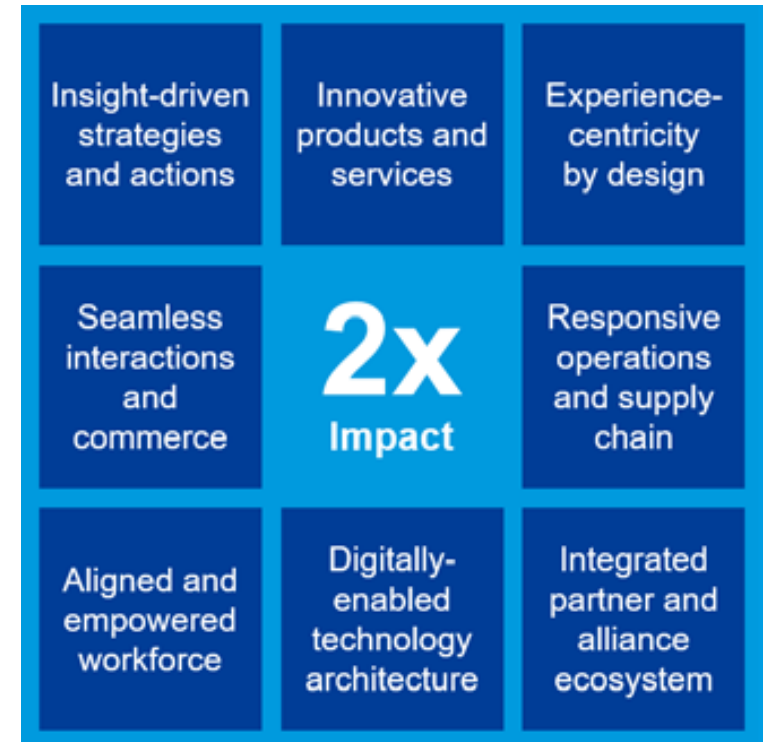 Insight-driven
strategies
and actions
Innovative
products and
services
Experience-
centricity
by design
Seamless
interactions
and
commerce
2x
Impact
Responsive
operations
and supply
chain
Aligned and
empowered
workforce
Digitally-
enabled
technology
architecture
Integrated
partner and
alliance
ecosystem